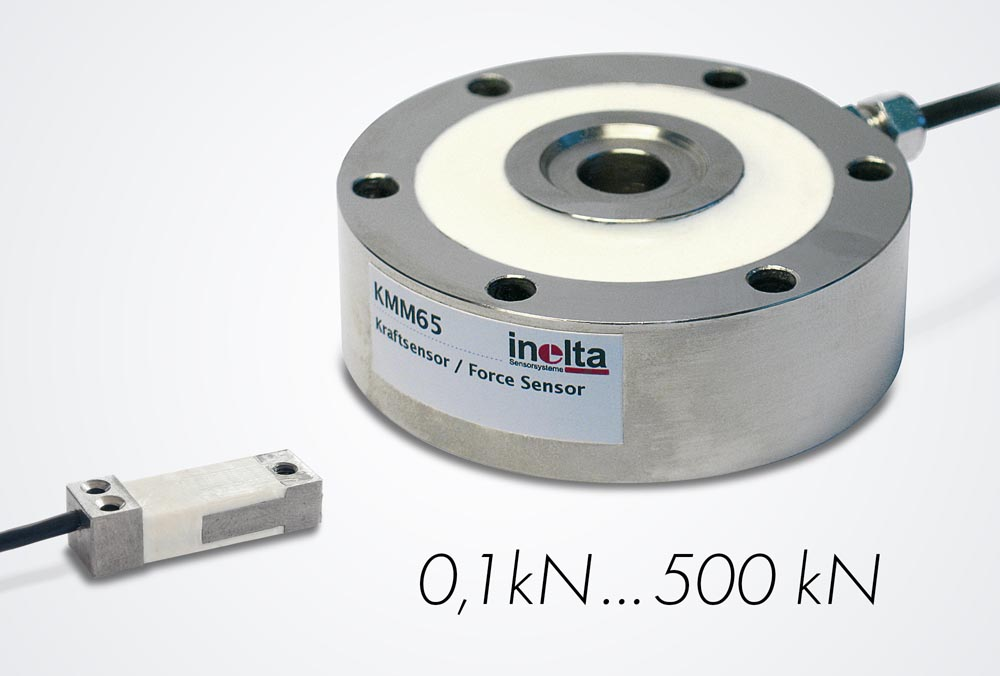 KMM65
Kraftsensor / Force Sensor
inelta
Sensorsysteme
0,1kN...500 kN